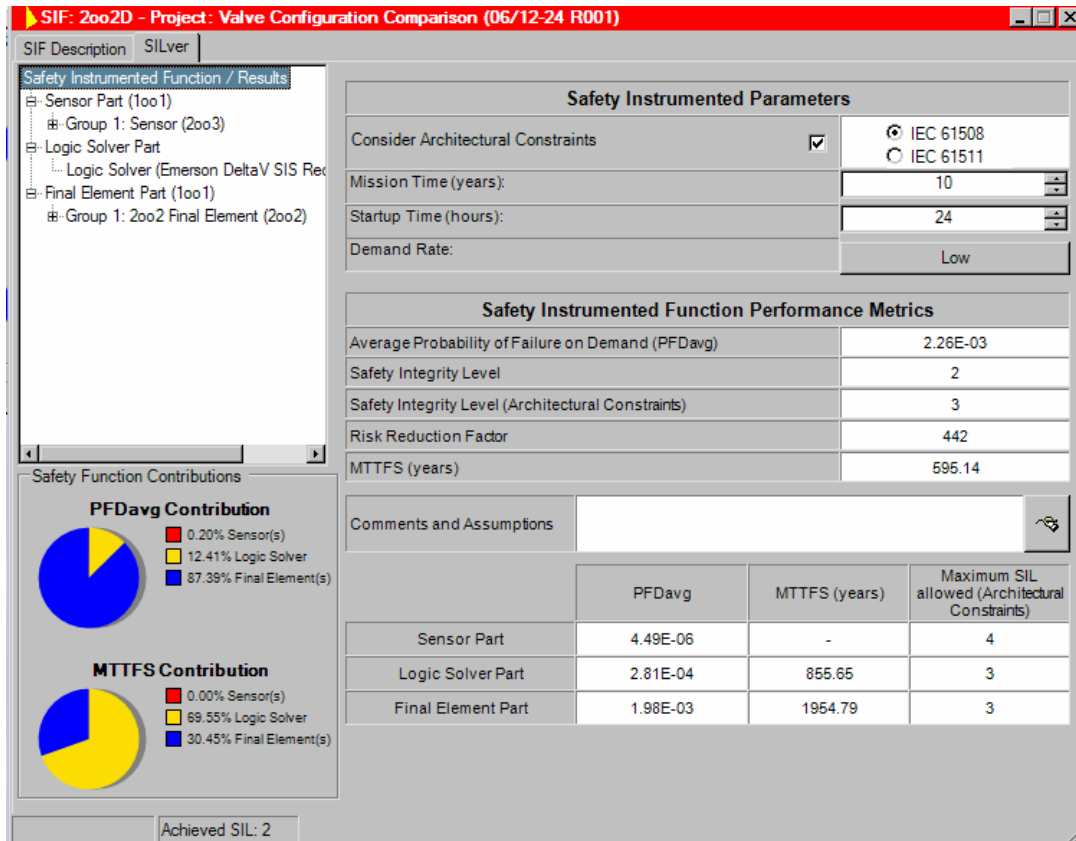 SIF: 2oo2D - Project: Valve Configuration Comparison (06/12-24 R001)
SIF Description
SILver
Safety Instrumented Function / Results
Sensor Part (1oo1)
Group 1: Sensor (2oo3)
Logic Solver Part
Logic Solver (Emerson DeltaV SIS Rec
Final Element Part (1oo1)
Group 1: 2oo2 Final Element (2oo2)
Safety Function Contributions
PFDavg Contribution
0.20% Sensor(s)
12.41% Logic Solver
87.39% Final Element(s)
MTTFS Contribution
0.00% Sensor(s)
69.55% Logic Solver
30.45% Final Element(s)
Safety Instrumented Parameters
Consider Architectural Constraints
IEC 61508
IEC 61511
Mission Time (years):
10
Startup Time (hours):
24
Demand Rate:
Low
Safety Instrumented Function Performance Metrics
Average Probability of Failure on Demand (PFDavg)
2.26E-03
Safety Integrity Level
2
Safety Integrity Level (Architectural Constraints)
3
Risk Reduction Factor
442
MTTFS (years)
595.14
Comments and Assumptions
PFDavg
MTTFS (years)
Maximum SIL
allowed (Architectural
Constraints)
Sensor Part
4.49E-06
-
4
Logic Solver Part
2.81E-04
855.65
3
Final Element Part
1.98E-03
1954.79
3
Achieved SIL: 2